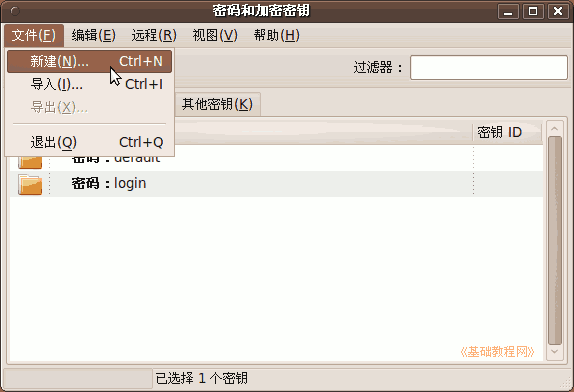 密码和加密密钥
文件(F) 编辑(E) 远程(R) 视图(V) 帮助(H)
新建(N)... Ctrl+N
导入(I)... Ctrl+I
导出(X)...
退出(Q) Ctrl+Q
过滤器：
其他密钥(K)
密钥 ID
密码：default
密码：login
《基础教程网》
已选择 1 个密钥